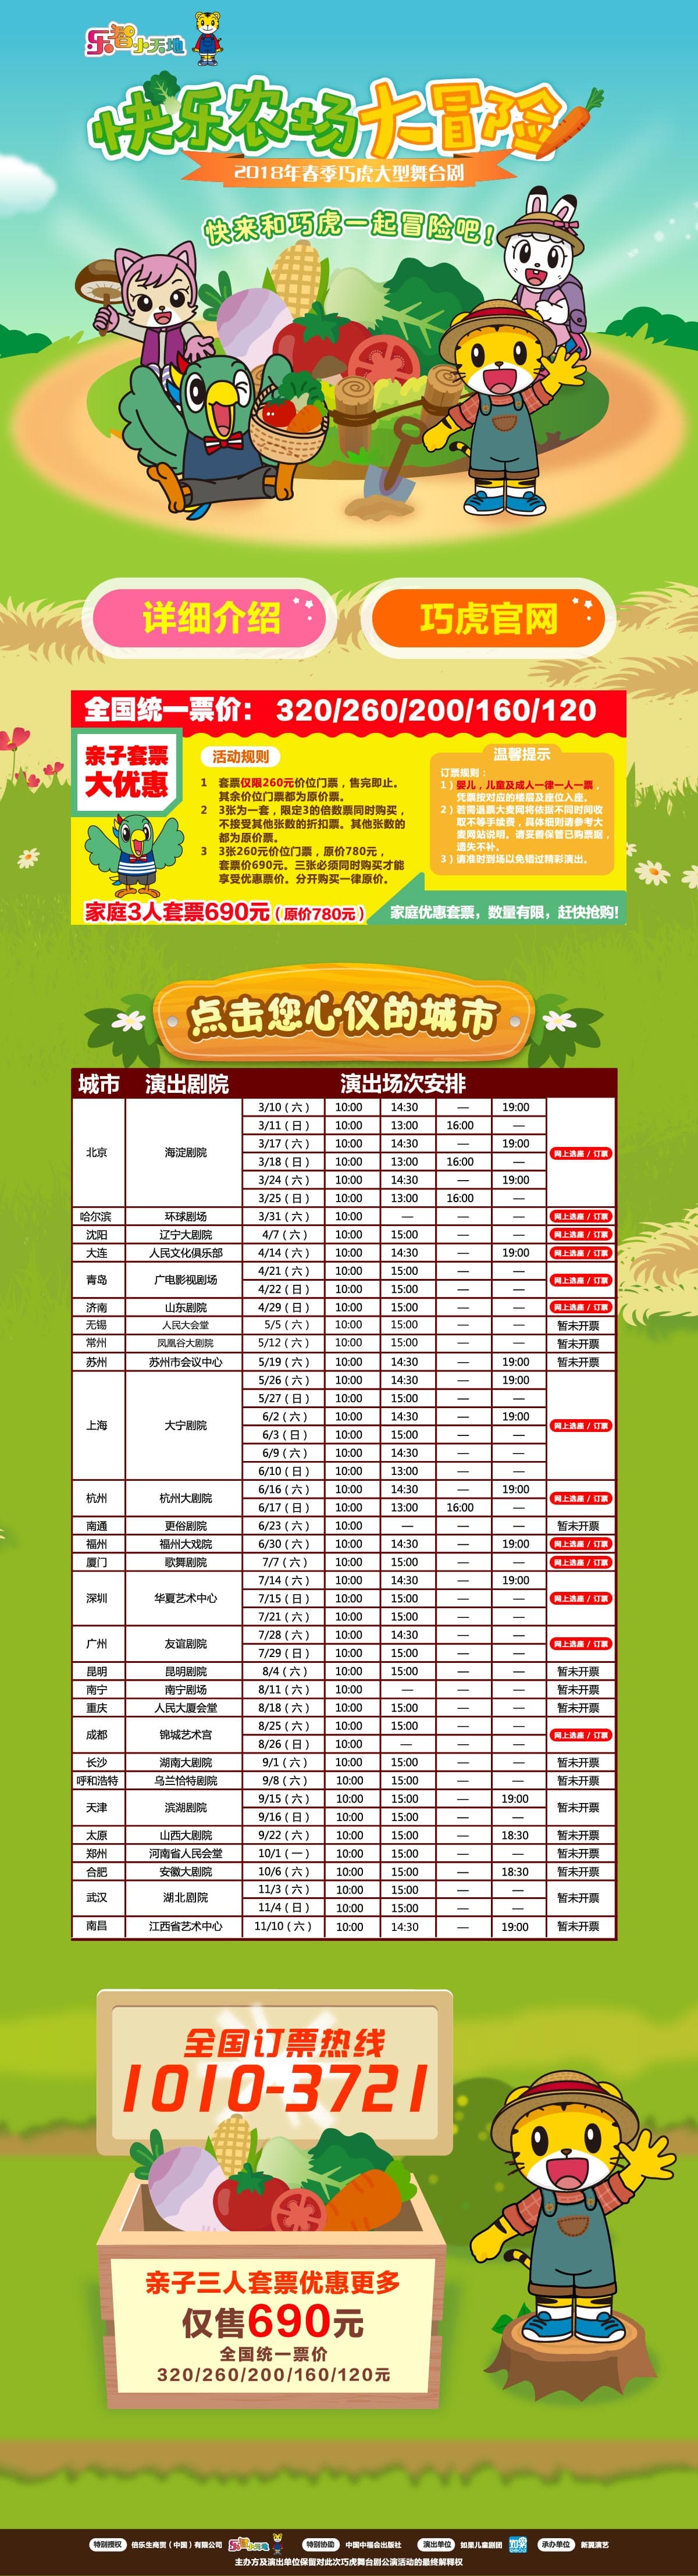 乐智小天地
快乐农场大冒险
2018年春季巧虎大型舞台剧
快来和巧虎一起冒险吧!
详细介绍 巧虎官网
全国统一票价: 320/260/200/160/120
亲子套票
大优惠
活动规则
1 套票仅限260元价位门票,售完即止。
其余价位门票都为原价票。
2 3张为一套,限定3的倍数票同时购买,
不接受其他张数的折扣票。其他张数的
都为原价票。
3 3张260元价位门票,原价780元,
套票价690元。三张必须同时购买才能
享受优惠票价。分开购买一律原价。
温馨提示
订票规则:
1)婴儿,儿童及成人一律一人一票,
凭票按对应的楼层及座位入座。
2)若需退票大麦网将依据不同时间收
取不等手续费,具体细则请参考大
麦网站说明。请妥善保管已购票据,
遗失不补。
3)请准时到场以免错过精彩演出。
家庭3人套票690元(原价780元)
家庭优惠套票,数量有限,赶快抢购!
点击您心仪的城市
城市 演出剧院 演出场次安排
北京 海淀剧院 3/10(六) 10:00 14:30 — 19:00 网上选座 / 订票
3/11(日) 10:00 13:00 16:00 —
3/17(六) 10:00 14:30 — 19:00
3/18(日) 10:00 13:00 16:00 —
3/24(六) 10:00 14:30 — 19:00
3/25(日) 10:00 13:00 16:00 —
哈尔滨 环球剧场 3/31(六) 10:00 — — — 网上选座 / 订票
沈阳 辽宁大剧院 4/7(六) 10:00 15:00 — — 网上选座 / 订票
大连 人民文化俱乐部 4/14(六) 10:00 14:30 — 19:00 网上选座 / 订票
青岛 广电影视剧场 4/21(六) 10:00 15:00 — — 网上选座 / 订票
4/22(日) 10:00 15:00 — —
济南 山东剧院 4/29(日) 10:00 15:00 — — 网上选座 / 订票
无锡 人民大会堂 5/5(六) 10:00 15:00 — — 暂未开票
常州 凤凰谷大剧院 5/12(六) 10:00 15:00 — — 暂未开票
苏州 苏州市会议中心 5/19(六) 10:00 14:30 — 19:00 暂未开票
上海 大宁剧院 5/26(六) 10:00 14:30 — 19:00 网上选座 / 订票
5/27(日) 10:00 15:00 — —
6/2(六) 10:00 14:30 — 19:00
6/3(日) 10:00 15:00 — —
6/9(六) 10:00 14:30 — —
6/10(日) 10:00 13:00 — —
杭州 杭州大剧院 6/16(六) 10:00 14:30 — 19:00 网上选座 / 订票
6/17(日) 10:00 13:00 16:00 —
南通 更俗剧院 6/23(六) 10:00 — — — 暂未开票
福州 福州大戏院 6/30(六) 10:00 14:30 — 19:00 网上选座 / 订票
厦门 歌舞剧院 7/7(六) 10:00 15:00 — — 网上选座 / 订票
深圳 华夏艺术中心 7/14(六) 10:00 14:30 — 19:00 网上选座 / 订票
7/15(日) 10:00 15:00 — —
7/21(六) 10:00 15:00 — —
广州 友谊剧院 7/28(六) 10:00 14:30 — — 网上选座 / 订票
7/29(日) 10:00 15:00 — —
昆明 昆明剧院 8/4(六) 10:00 15:00 — — 暂未开票
南宁 南宁剧场 8/11(六) 10:00 — — — 暂未开票
重庆 人民大厦会堂 8/18(六) 10:00 15:00 — — 暂未开票
成都 锦城艺术宫 8/25(六) 10:00 15:00 — — 网上选座 / 订票
8/26(日) 10:00 — — —
长沙 湖南大剧院 9/1(六) 10:00 15:00 — — 暂未开票
呼和浩特 乌兰恰特剧院 9/8(六) 10:00 15:00 — — 暂未开票
天津 滨湖剧院 9/15(六) 10:00 15:00 — 19:00 暂未开票
9/16(日) 10:00 15:00 — —
太原 山西大剧院 9/22(六) 10:00 15:00 — 18:30 暂未开票
郑州 河南省人民会堂 10/1(一) 10:00 15:00 — — 暂未开票
合肥 安徽大剧院 10/6(六) 10:00 15:00 — 18:30 暂未开票
武汉 湖北剧院 11/3(六) 10:00 15:00 — — 暂未开票
11/4(日) 10:00 15:00 — —
南昌 江西省艺术中心 11/10(六) 10:00 14:30 — 19:00 暂未开票
全国订票热线
1010-3721
亲子三人套票优惠更多
仅售690元
全国统一票价
320/260/200/160/120元
特别授权 倍乐生商贸(中国)有限公司 乐智小天地 特别协助 中国中福会出版社 演出单位 如果儿童剧团 承办单位 新翼演艺
主办方及演出单位保留对此次巧虎舞台剧公演活动的最终解释权